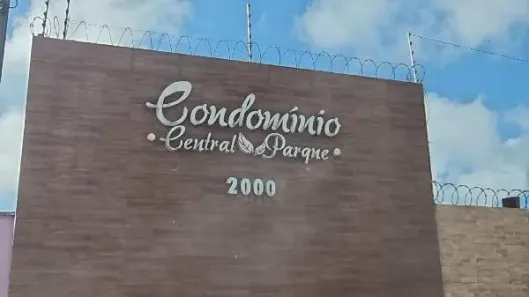 Condomínio
Central Parque
2000